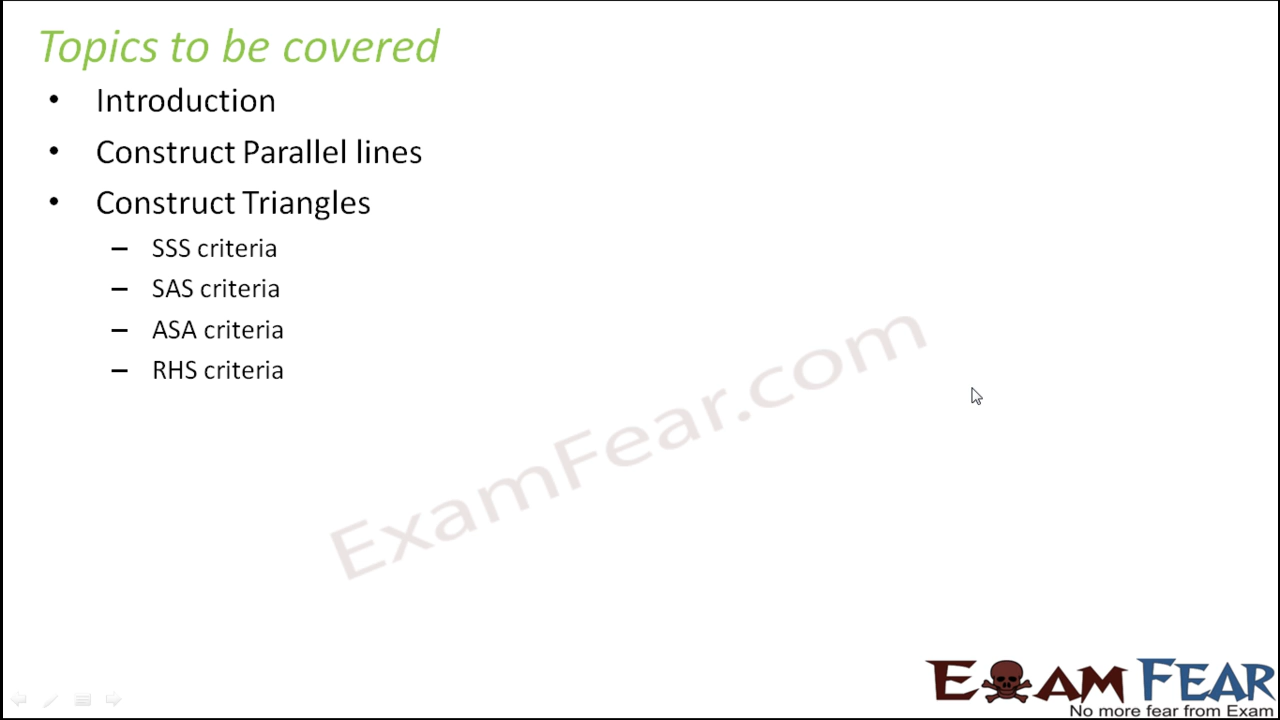 Topics to be covered
• Introduction
• Construct Parallel lines
• Construct Triangles
– SSS criteria
– SAS criteria
– ASA criteria
– RHS criteria
ExamFear.com
EXAM FEAR
No more fear from Exam